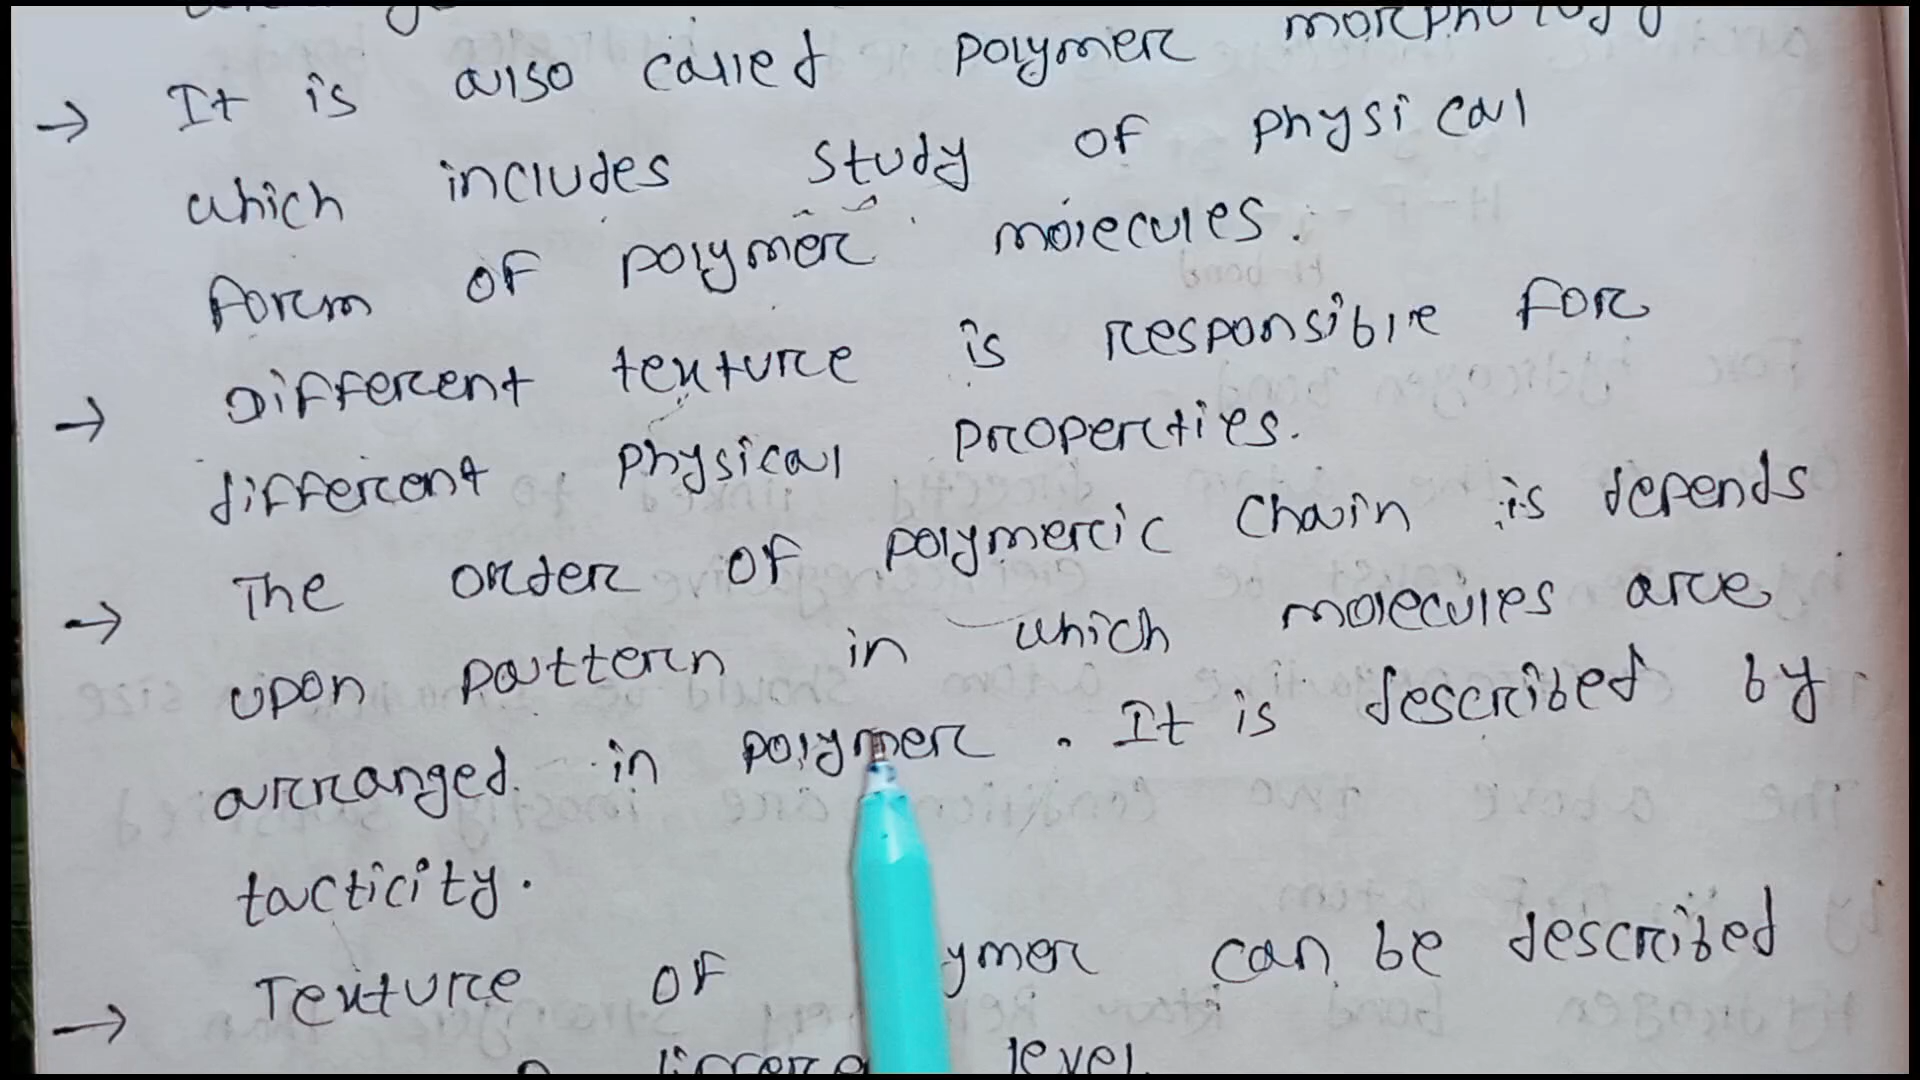 → It is also called polymer morphology
which includes study of physical
form of polymer molecules.
→ Different texture is responsible for
different physical properties.
→ The order of polymeric chain is depends
upon pattern in which molecules are
arranged in polymer. It is described by
tacticity.
→ Texture of ymer can be described
level